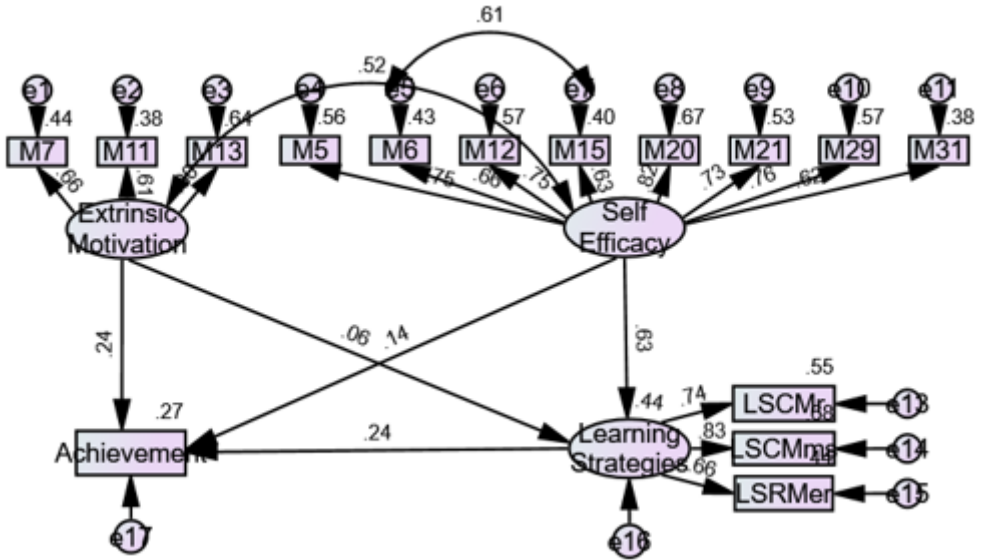 .61
.52
e1 e2 e3 e4 e5 e6 e7 e8 e9 e10 e11
.44 .38 .64 .56 .43 .57 .40 .67 .53 .57 .38
M7 M11 M13 M5 M6 M12 M15 M20 M21 M29 M31
.66 .61 .75 .66 .75 .63 .82 .73 .76 .62
Extrinsic
Motivation
Self
Efficacy
.24 .06 .14 .63
.55
.27 .44 .74 LSCMr e13
Achievement .24 Learning
Strategies
.83 e14
.66 LSRMer e15
e17 e16